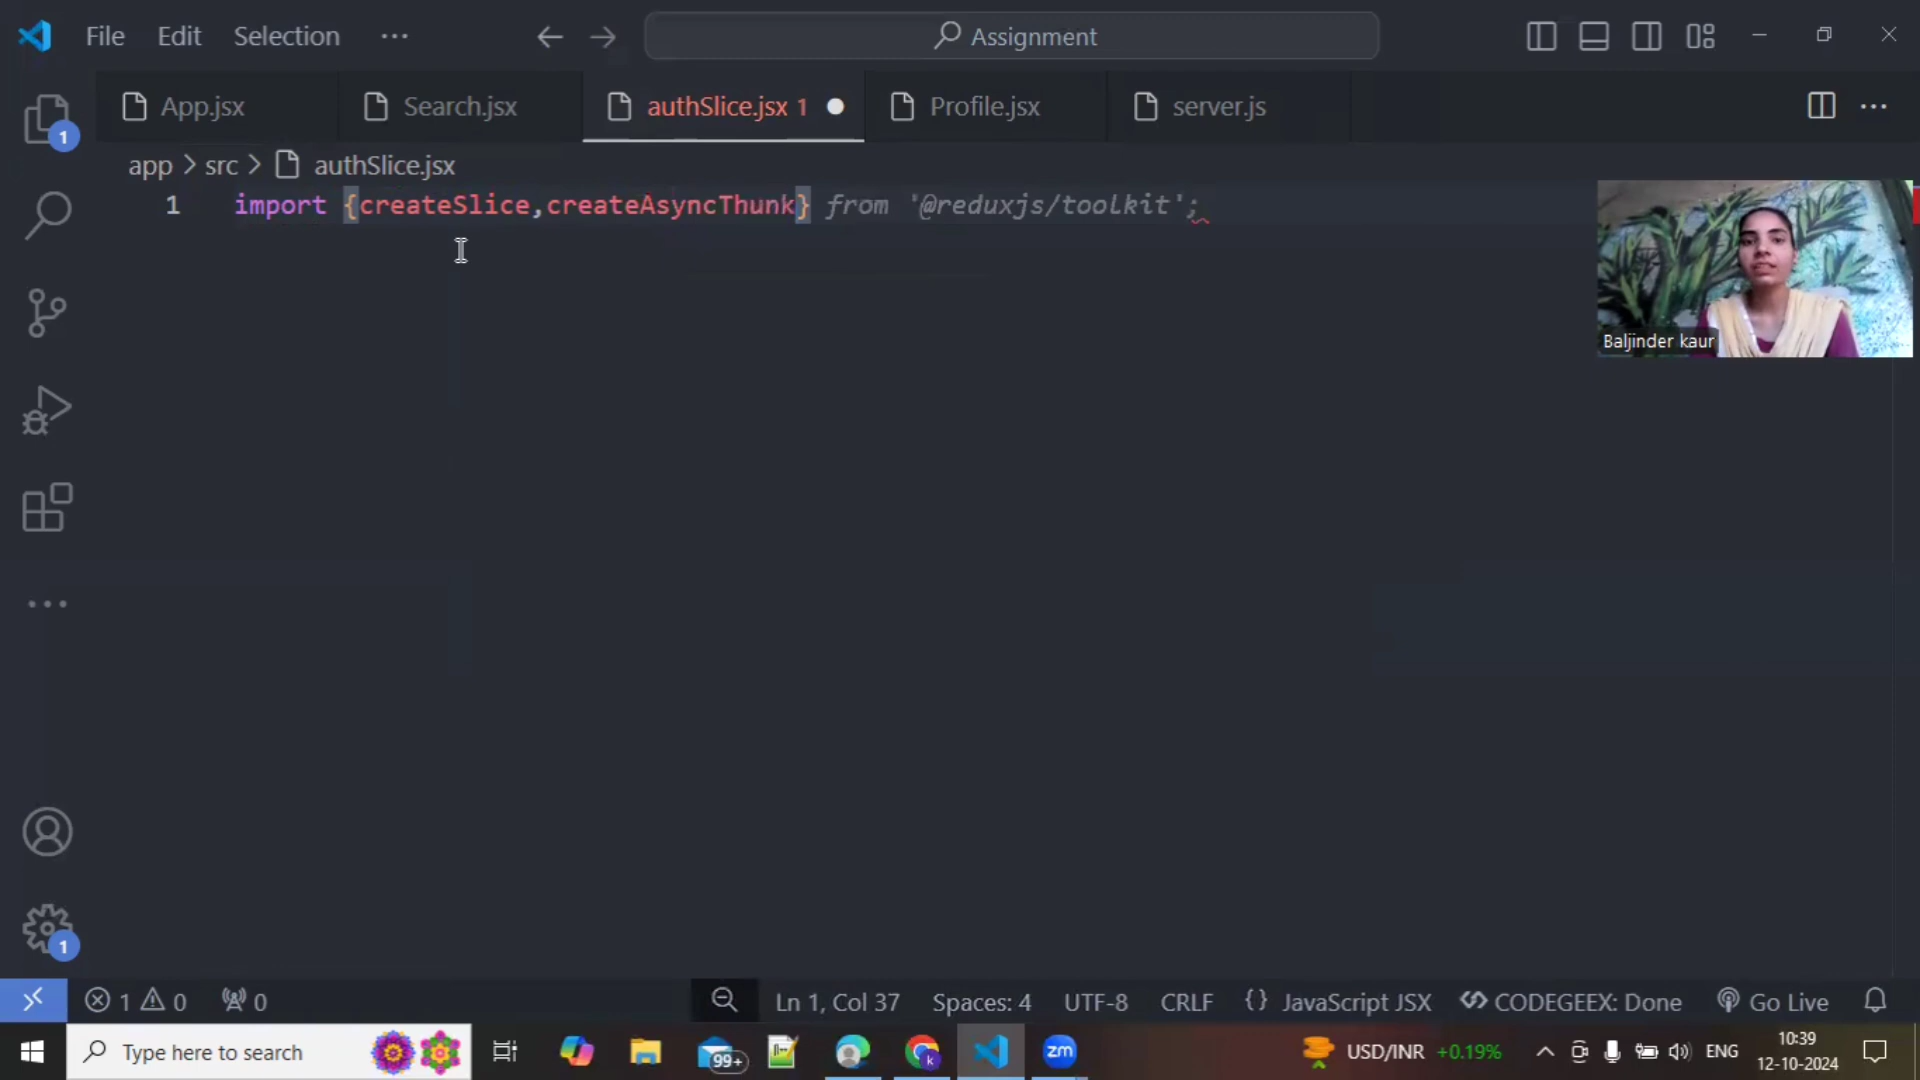 File Edit Selection ··· Assignment
App.jsx Search.jsx authSlice.jsx 1 Profile.jsx server.js ···
app > src > authSlice.jsx
1 import {createSlice,createAsyncThunk} from '@reduxjs/toolkit';
1
Baljinder kaur
1
1 0 0 Ln 1, Col 37 Spaces: 4 UTF-8 CRLF {} JavaScript JSX CODEGEEX: Done Go Live
Type here to search 99+ k zm USD/INR +0.19% ENG 10:39
12-10-2024